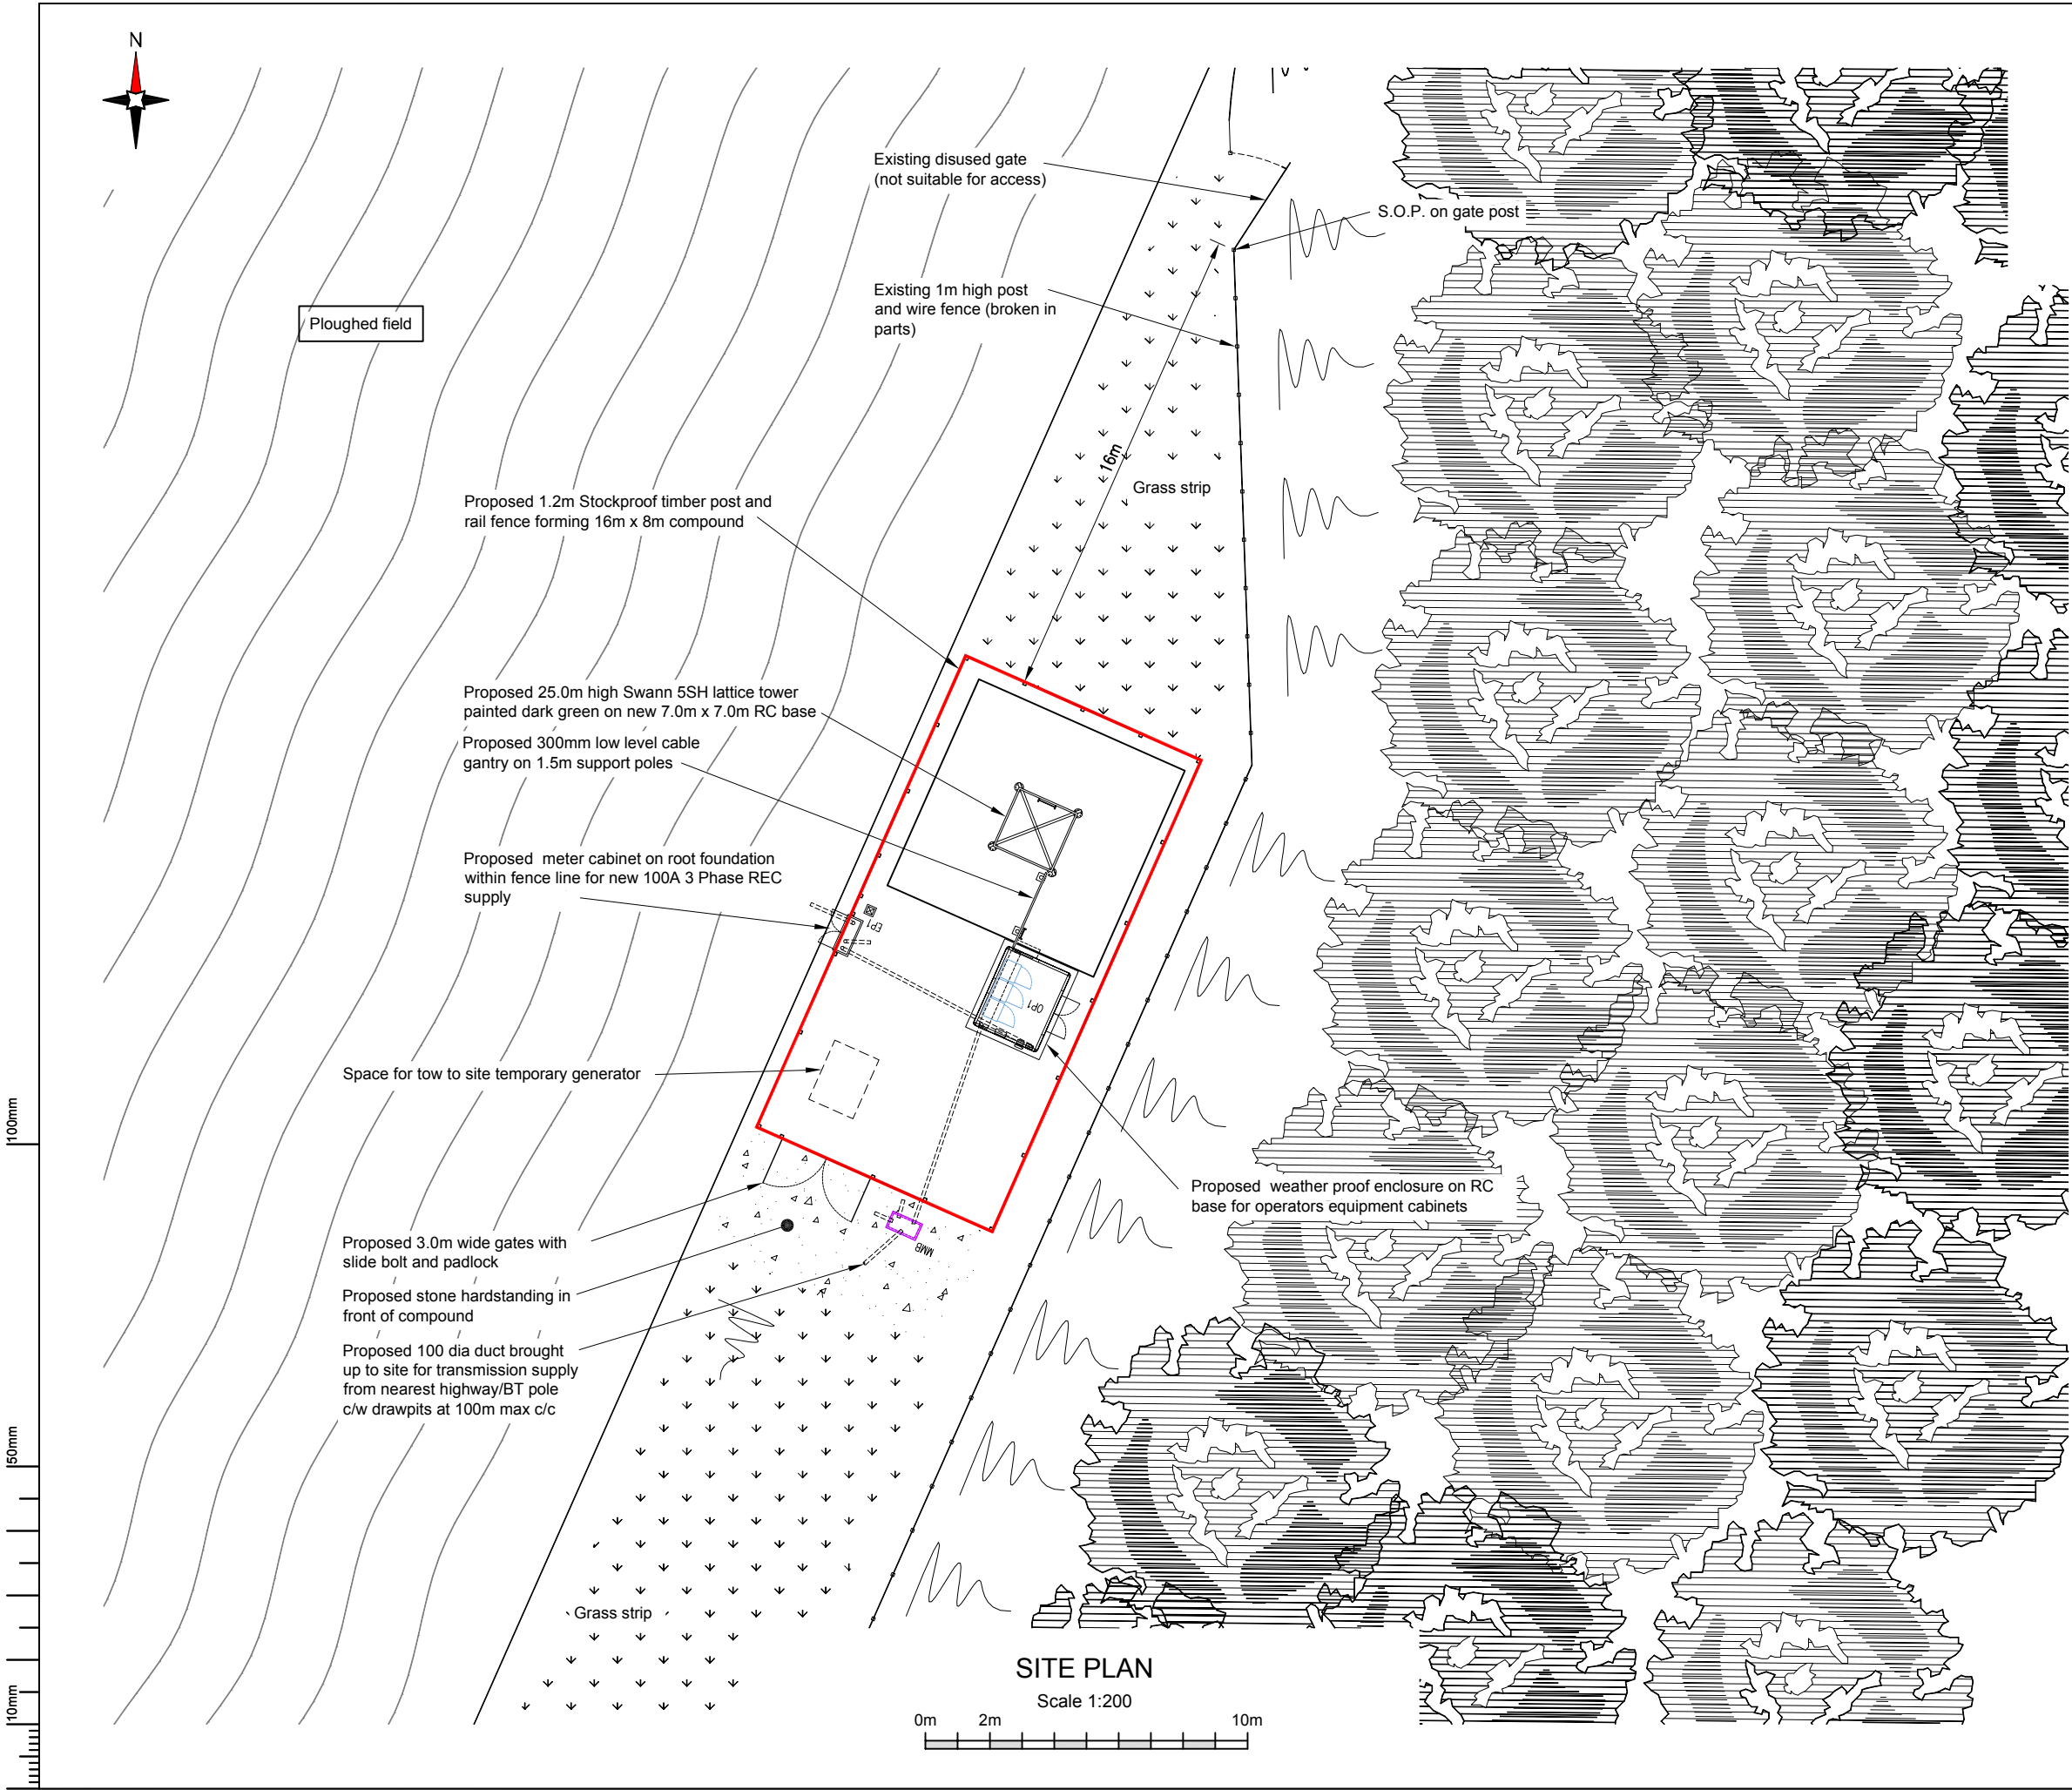 N
Existing disused gate
(not suitable for access)
S.O.P. on gate post
Existing 1m high post
and wire fence (broken in
parts)
Ploughed field
16m
Grass strip
Proposed 1.2m Stockproof timber post and
rail fence forming 16m x 8m compound
Proposed 25.0m high Swann 5SH lattice tower
painted dark green on new 7.0m x 7.0m RC base
Proposed 300mm low level cable
gantry on 1.5m support poles
Proposed meter cabinet on root foundation
within fence line for new 100A 3 Phase REC
supply
EP1
OP1
Space for tow to site temporary generator
100mm
Proposed weather proof enclosure on RC
base for operators equipment cabinets
Proposed 3.0m wide gates with
slide bolt and padlock
MMB
Proposed stone hardstanding in
front of compound
Proposed 100 dia duct brought
up to site for transmission supply
from nearest highway/BT pole
c/w drawpits at 100m max c/c
50mm
Grass strip
SITE PLAN
Scale 1:200
0m 2m 10m
10mm